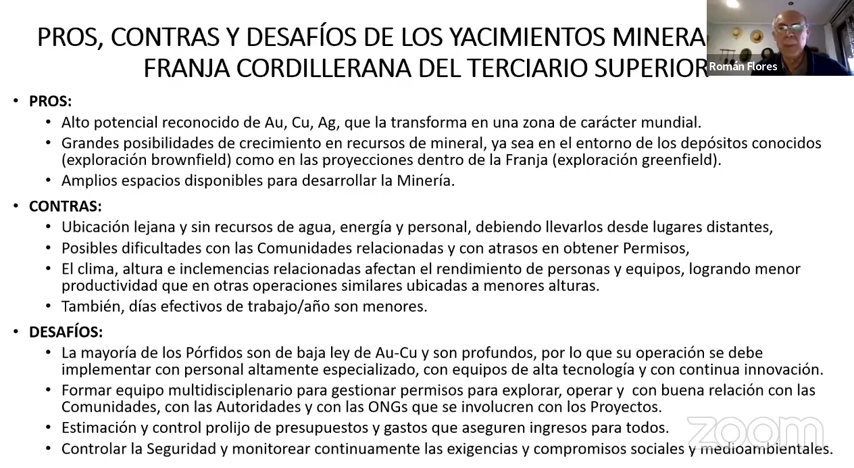 PROS, CONTRAS Y DESAFÍOS DE LOS YACIMIENTOS MINERA
FRANJA CORDILLERANA DEL TERCIARIO SUPERIOR
Román Flores
• PROS:
• Alto potencial reconocido de Au, Cu, Ag, que la transforma en una zona de carácter mundial.
• Grandes posibilidades de crecimiento en recursos de mineral, ya sea en el entorno de los depósitos conocidos
(exploración brownfield) como en las proyecciones dentro de la Franja (exploración greenfield).
• Amplios espacios disponibles para desarrollar la Minería.
• CONTRAS:
• Ubicación lejana y sin recursos de agua, energía y personal, debiendo llevarlos desde lugares distantes,
• Posibles dificultades con las Comunidades relacionadas y con atrasos en obtener Permisos,
• El clima, altura e inclemencias relacionadas afectan el rendimiento de personas y equipos, logrando menor
productividad que en otras operaciones similares ubicadas a menores alturas.
• También, días efectivos de trabajo/año son menores.
• DESAFÍOS:
• La mayoría de los Pórfidos son de baja ley de Au-Cu y son profundos, por lo que su operación se debe
implementar con personal altamente especializado, con equipos de alta tecnología y con continua innovación.
• Formar equipo multidisciplenario para gestionar permisos para explorar, operar y con buena relación con las
Comunidades, con las Autoridades y con las ONGs que se involucren con los Proyectos.
• Estimación y control prolijo de presupuestos y gastos que aseguren ingresos para todos.
• Controlar la Seguridad y monitorear continuamente las exigencias y compromisos sociales y medioambientales.
zoom